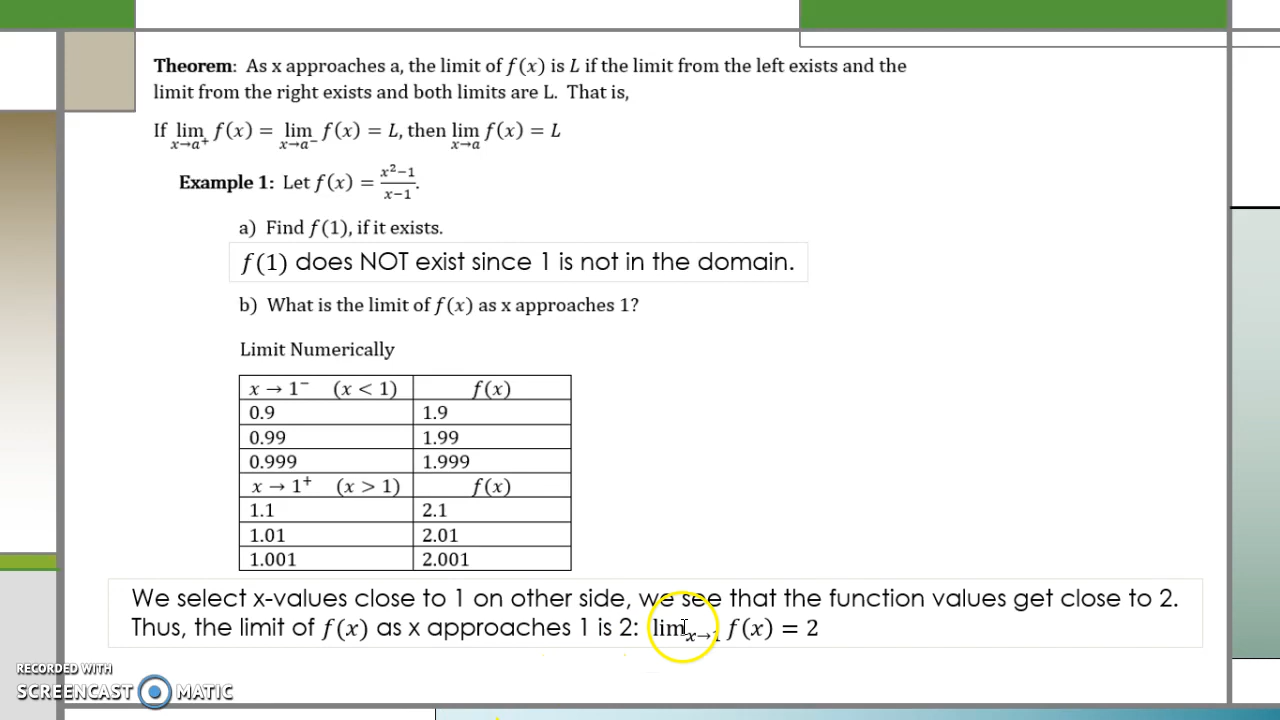 Theorem: As x approaches a, the limit of f(x) is L if the limit from the left exists and the
limit from the right exists and both limits are L. That is,
If lim x→a⁺ f(x) = lim x→a⁻ f(x) = L, then lim x→a f(x) = L
Example 1: Let f(x) = x²−1 / x−1.
a) Find f(1), if it exists.
f(1) does NOT exist since 1 is not in the domain.
b) What is the limit of f(x) as x approaches 1?
Limit Numerically
x → 1⁻ (x < 1) f(x)
0.9 1.9
0.99 1.99
0.999 1.999
x → 1⁺ (x > 1) f(x)
1.1 2.1
1.01 2.01
1.001 2.001
We select x-values close to 1 on other side, we see that the function values get close to 2.
Thus, the limit of f(x) as x approaches 1 is 2: lim x→1 f(x) = 2
RECORDED WITH
SCREENCAST MATIC